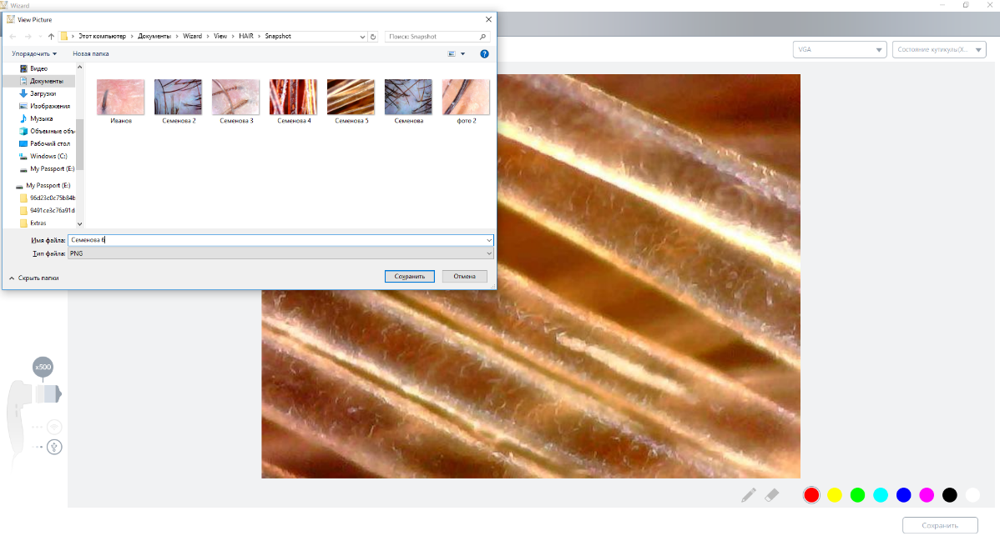 Wizard
View Picture
Этот компьютер > Документы > Wizard > View > HAIR > Snapshot
Поиск: Snapshot
Упорядочить
Новая папка
VGA
Состояние кутикулы(X...
Видео
Документы
Загрузки
Изображения
Музыка
Объемные объ
Рабочий стол
Windows (C:)
My Passport (E:)
My Passport (E:)
96d23c0c75b84b
9491ce3c76a91d
Extras
Иванов
Семенова 2
Семенова 3
Семенова 4
Семенова 5
Семенова
фото 2
Имя файла: Семенова 6
Тип файла: PNG
Скрыть папки
Сохранить
Отмена
x500
Сохранить